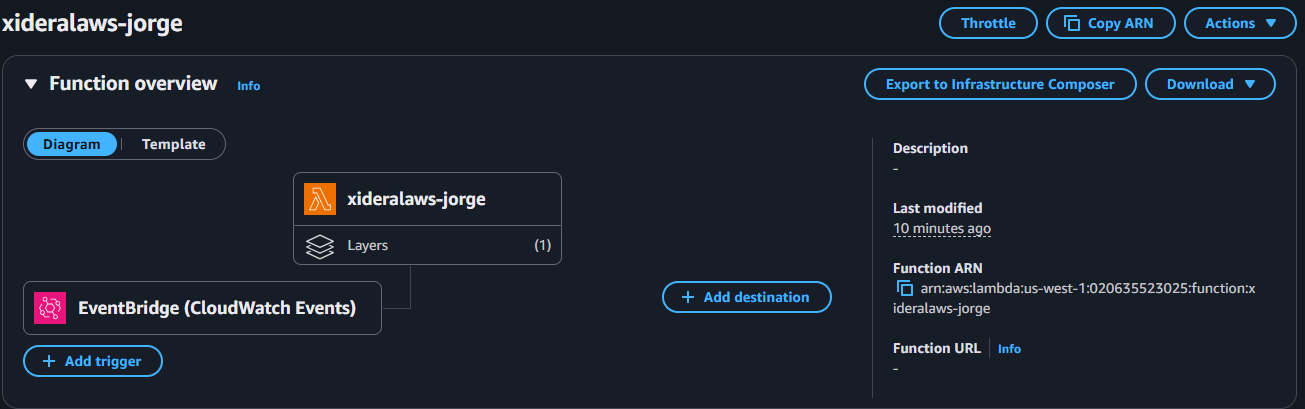 xideralaws-jorge
Throttle
Copy ARN
Actions
Function overview
Info
Export to Infrastructure Composer
Download
Diagram
Template
xideralaws-jorge
Layers
(1)
EventBridge (CloudWatch Events)
Add trigger
Add destination
Description
-
Last modified
10 minutes ago
Function ARN
arn:aws:lambda:us-west-1:020635523025:function:x
ideralaws-jorge
Function URL
Info
-